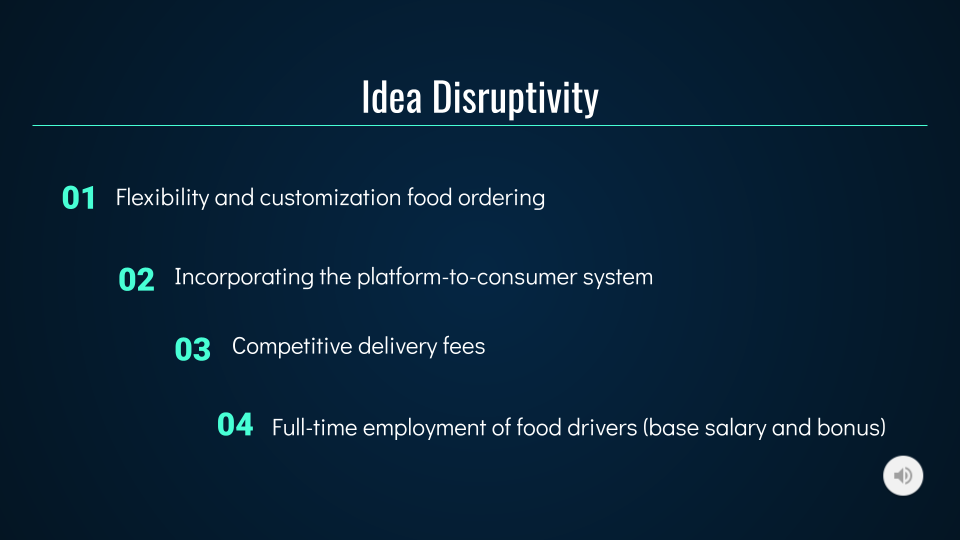 Idea Disruptivity
01 Flexibility and customization food ordering
02 Incorporating the platform-to-consumer system
03 Competitive delivery fees
04 Full-time employment of food drivers (base salary and bonus)